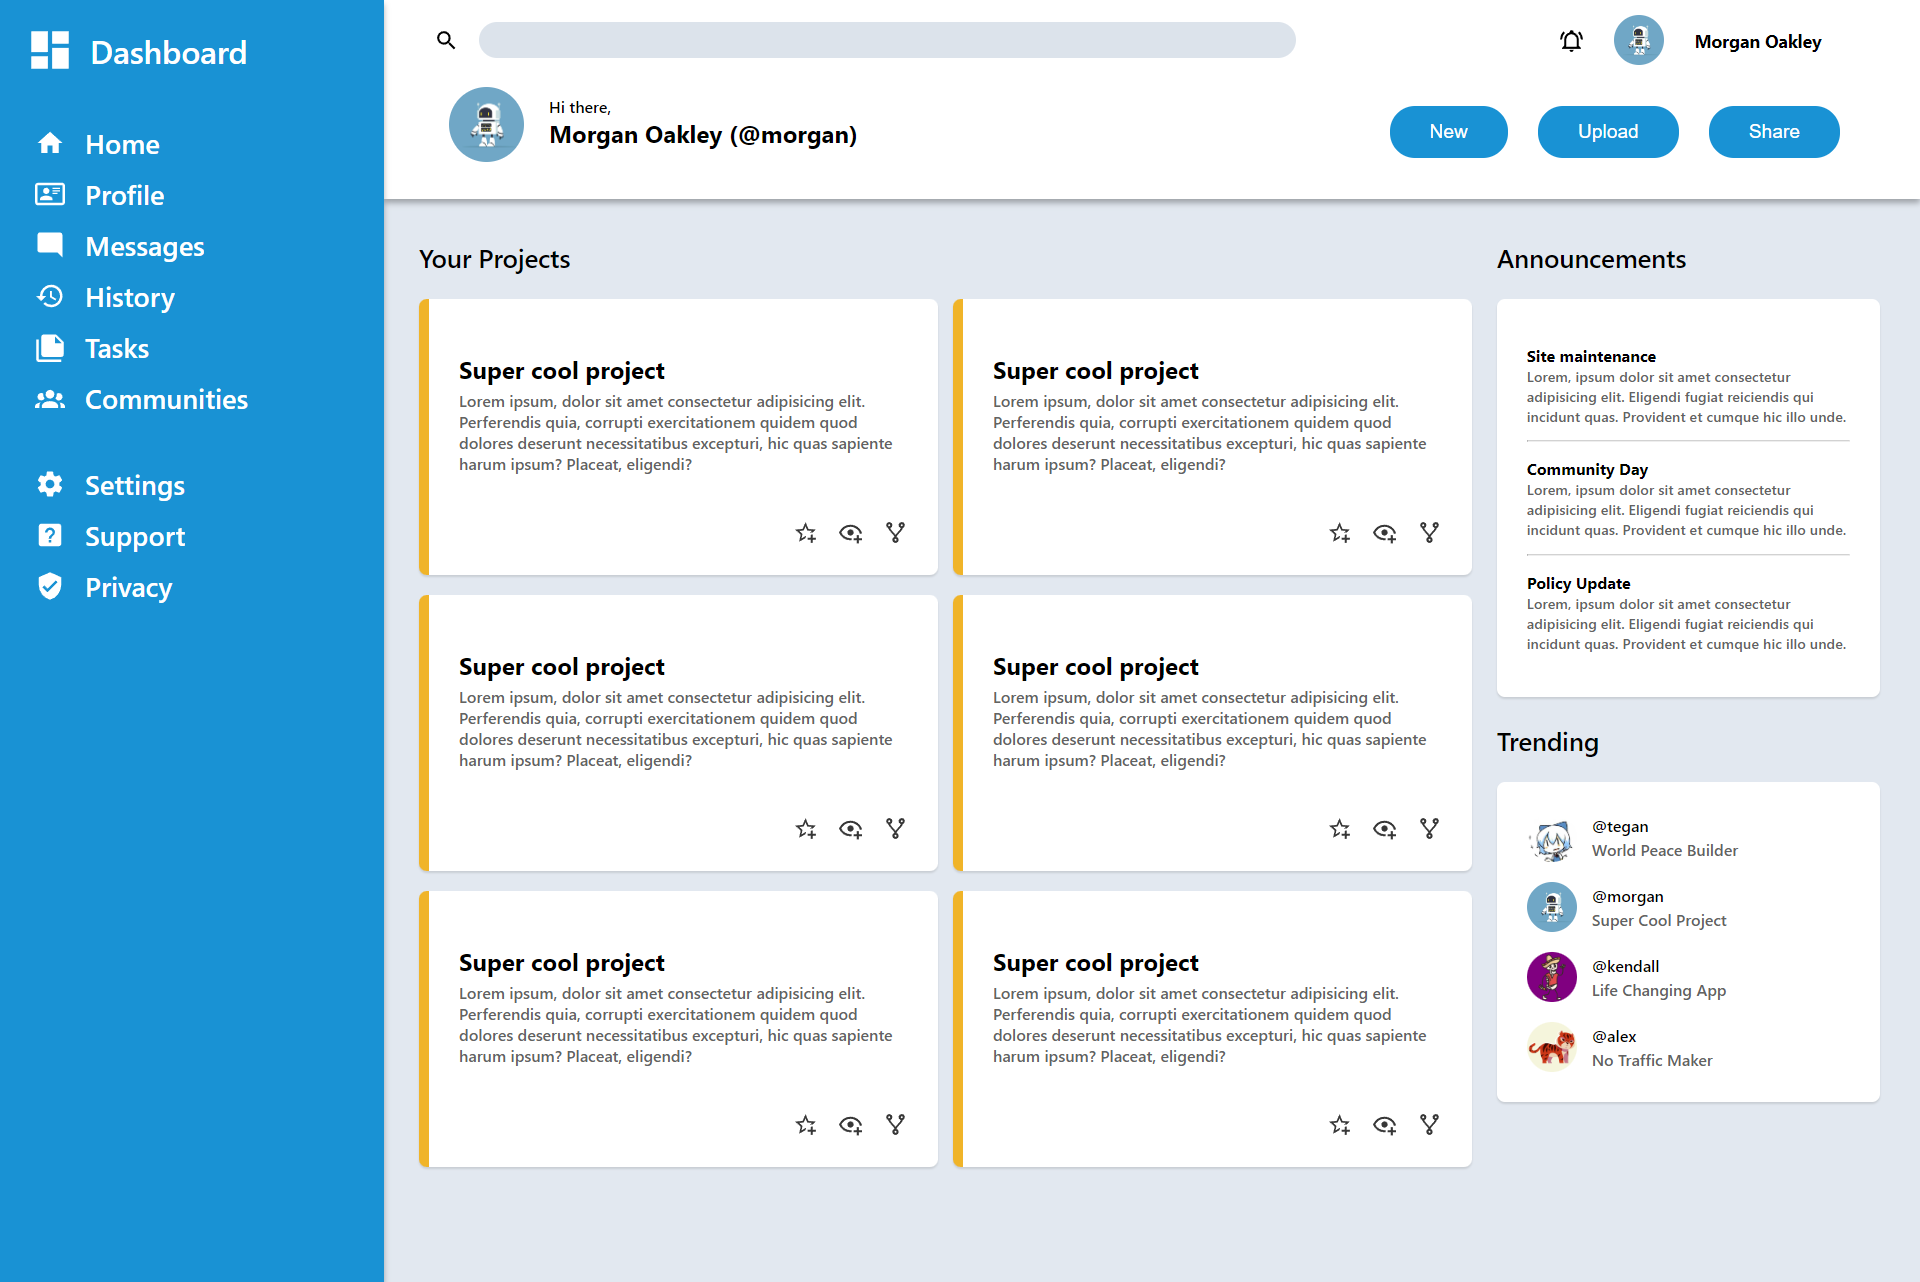 Dashboard
Home
Profile
Messages
History
Tasks
Communities
Settings
Support
Privacy
Morgan Oakley
Hi there,
Morgan Oakley (@morgan)
New
Upload
Share
Your Projects
Super cool project
Lorem ipsum, dolor sit amet consectetur adipisicing elit.
Perferendis quia, corrupti exercitationem quidem quod
dolores deserunt necessitatibus excepturi, hic quas sapiente
harum ipsum? Placeat, eligendi?
Super cool project
Lorem ipsum, dolor sit amet consectetur adipisicing elit.
Perferendis quia, corrupti exercitationem quidem quod
dolores deserunt necessitatibus excepturi, hic quas sapiente
harum ipsum? Placeat, eligendi?
Super cool project
Lorem ipsum, dolor sit amet consectetur adipisicing elit.
Perferendis quia, corrupti exercitationem quidem quod
dolores deserunt necessitatibus excepturi, hic quas sapiente
harum ipsum? Placeat, eligendi?
Super cool project
Lorem ipsum, dolor sit amet consectetur adipisicing elit.
Perferendis quia, corrupti exercitationem quidem quod
dolores deserunt necessitatibus excepturi, hic quas sapiente
harum ipsum? Placeat, eligendi?
Super cool project
Lorem ipsum, dolor sit amet consectetur adipisicing elit.
Perferendis quia, corrupti exercitationem quidem quod
dolores deserunt necessitatibus excepturi, hic quas sapiente
harum ipsum? Placeat, eligendi?
Super cool project
Lorem ipsum, dolor sit amet consectetur adipisicing elit.
Perferendis quia, corrupti exercitationem quidem quod
dolores deserunt necessitatibus excepturi, hic quas sapiente
harum ipsum? Placeat, eligendi?
Announcements
Site maintenance
Lorem, ipsum dolor sit amet consectetur
adipisicing elit. Eligendi fugiat reiciendis qui
incidunt quas. Provident et cumque hic illo unde.
Community Day
Lorem, ipsum dolor sit amet consectetur
adipisicing elit. Eligendi fugiat reiciendis qui
incidunt quas. Provident et cumque hic illo unde.
Policy Update
Lorem, ipsum dolor sit amet consectetur
adipisicing elit. Eligendi fugiat reiciendis qui
incidunt quas. Provident et cumque hic illo unde.
Trending
@tegan
World Peace Builder
@morgan
Super Cool Project
@kendall
Life Changing App
@alex
No Traffic Maker